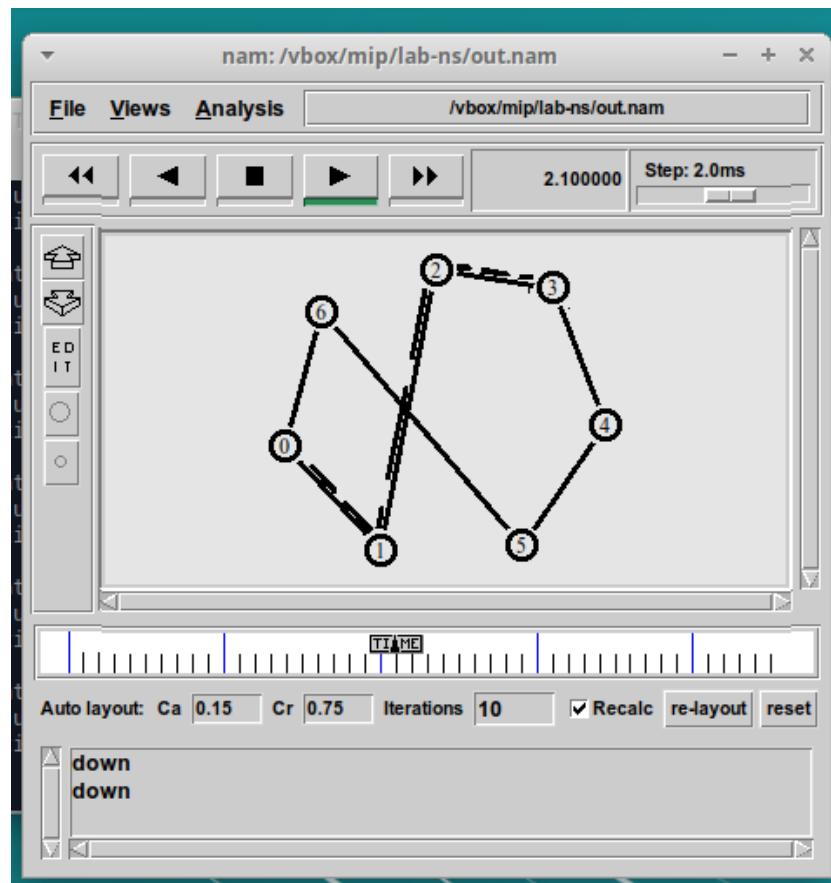 nam: /vbox/mip/lab-ns/out.nam
File Views Analysis /vbox/mip/lab-ns/out.nam
2.100000 Step: 2.0ms
ED
IT
2
3
6
4
0
1
5
TIME
Auto layout: Ca 0.15 Cr 0.75 Iterations 10 Recalc re-layout reset
down
down